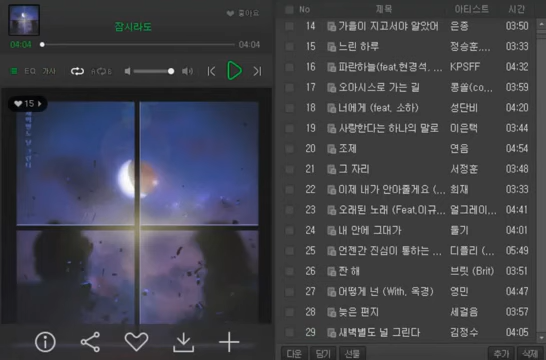 좋아요
잠시라도
04:04
04:04
EQ
가사
15
No 제목 아티스트 시간
14 가을이 지고서야 알았어 은종 03:50
15 느린 하루 정승훈,... 03:33
16 파란하늘(feat,현경석, ... KPSFF 04:32
17 오아시스로 가는 길 콩쓸(co,... 03:59
18 너에게 (feat, 소하) 성단비 04:20
19 사랑한다는 하나의 말로 이은택 03:44
20 조제 연음 04:54
21 그 자리 서정훈 03:48
22 이제 내가 안아줄게요 (... 희재 03:33
23 오래된 노래 (Feat,이규... 얼그레이... 04:41
24 내 안에 그대가 둘기 04:01
25 언젠간 진심이 통하는 ... 디플리 (... 05:49
26 짠 해 브릿 (Brit) 03:51
27 어떻게 넌 (With, 옥경) 영민 04:47
28 늦은 편지 세걸음 03:57
29 새벽별도 널 그린다 김정수 04:05
다운 담기 선물 추가 삭제